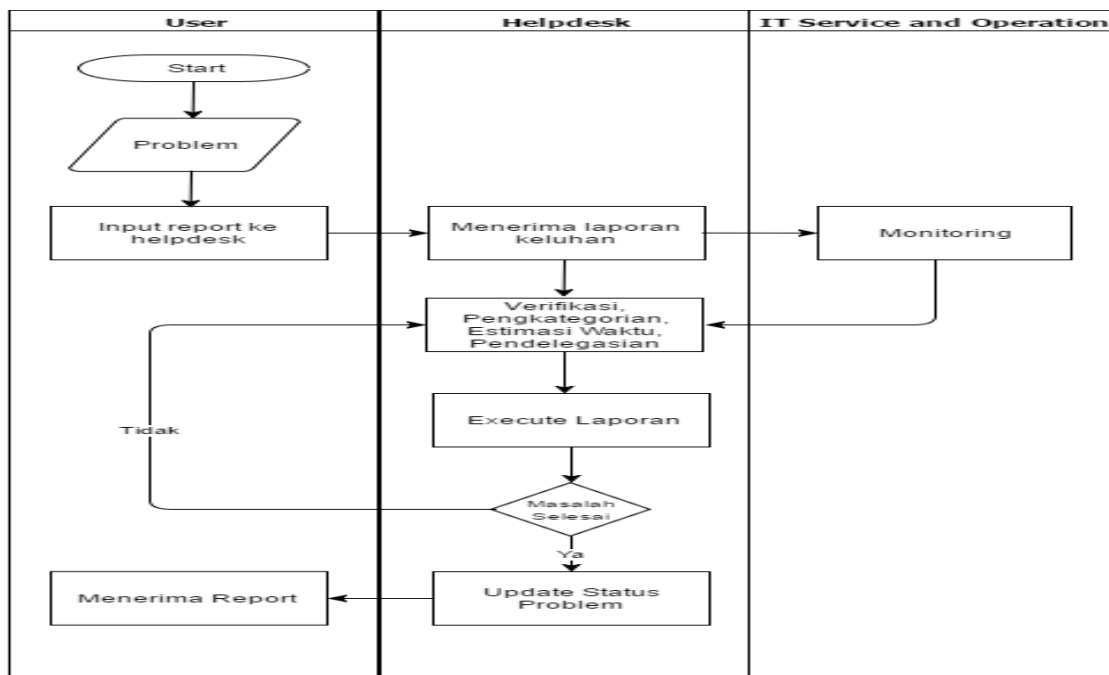 User
Helpdesk
IT Service and Operation
Start
Problem
Input report ke
helpdesk
Menerima laporan
keluhan
Monitoring
Verifikasi,
Pengkategorian,
Estimasi Waktu,
Pendelegasian
Execute Laporan
Tidak
Masalah
Selesai
Ya
Update Status
Problem
Menerima Report